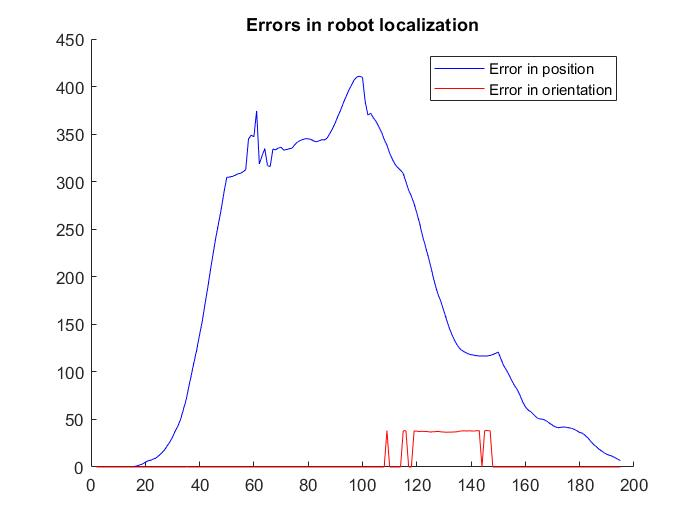 Errors in robot localization
450
400
350
300
250
200
150
100
50
0
Error in position
Error in orientation
0 20 40 60 80 100 120 140 160 180 200